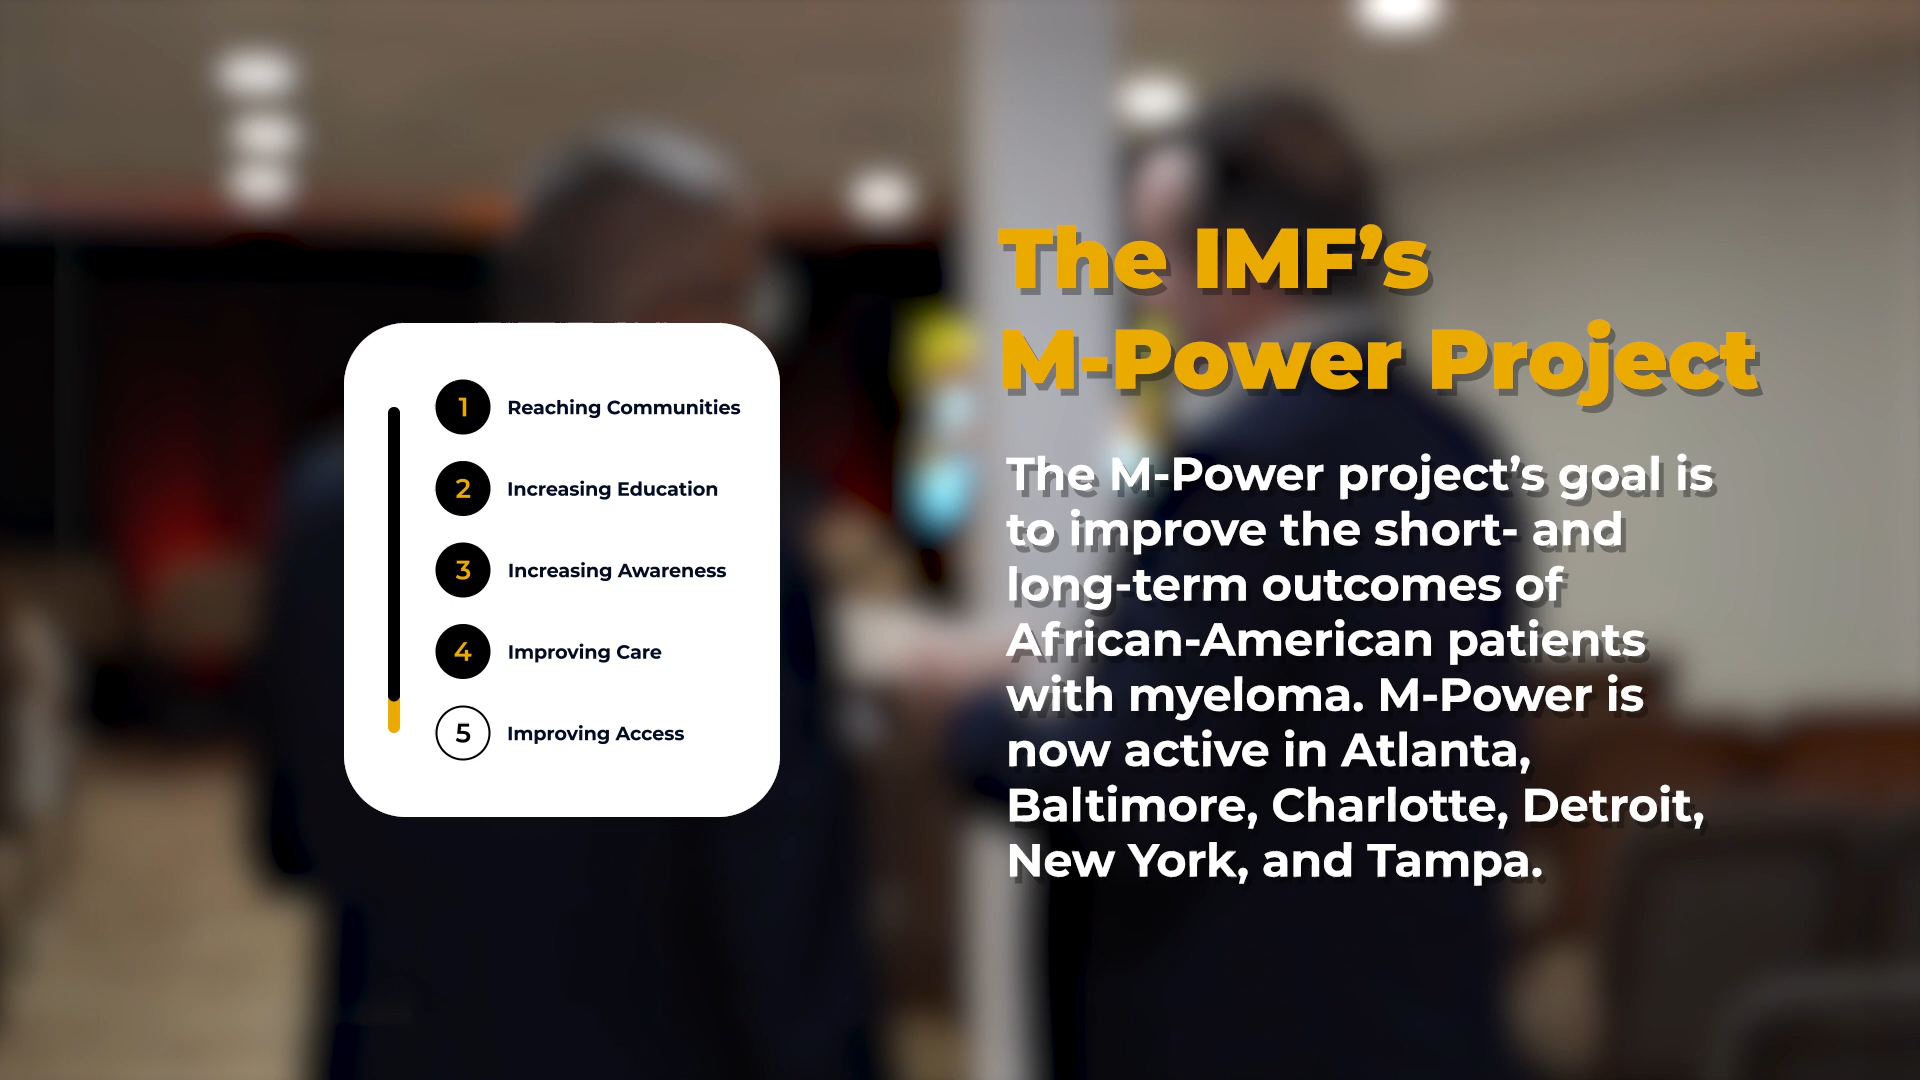 1 Reaching Communities
2 Increasing Education
3 Increasing Awareness
4 Improving Care
5 Improving Access
The IMF’s
M-Power Project
The M-Power project’s goal is
to improve the short- and
long-term outcomes of
African-American patients
with myeloma. M-Power is
now active in Atlanta,
Baltimore, Charlotte, Detroit,
New York, and Tampa.